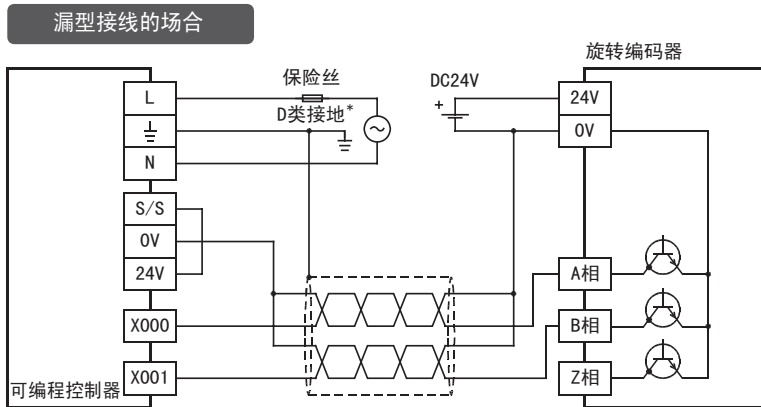 漏型接线的场合
旋转编码器
保险丝
DC24V
L
24V
D类接地*
+
0V
N
S/S
0V
24V
A相
X000
B相
X001
Z相
可编程控制器